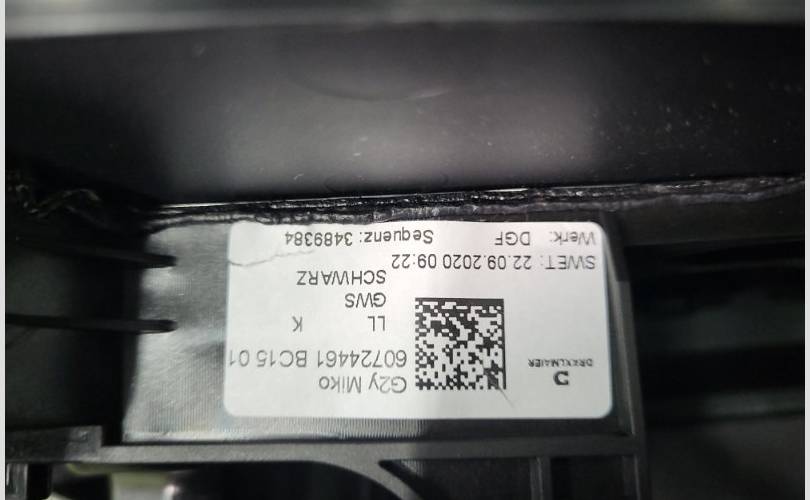 DRÄXLMAIER
G2y Miko
60724461 BC15 01
LL K
GWS
SCHWARZ
SWET: 22.09.2020 09:22
Werk: DGF Sequenz: 3489384